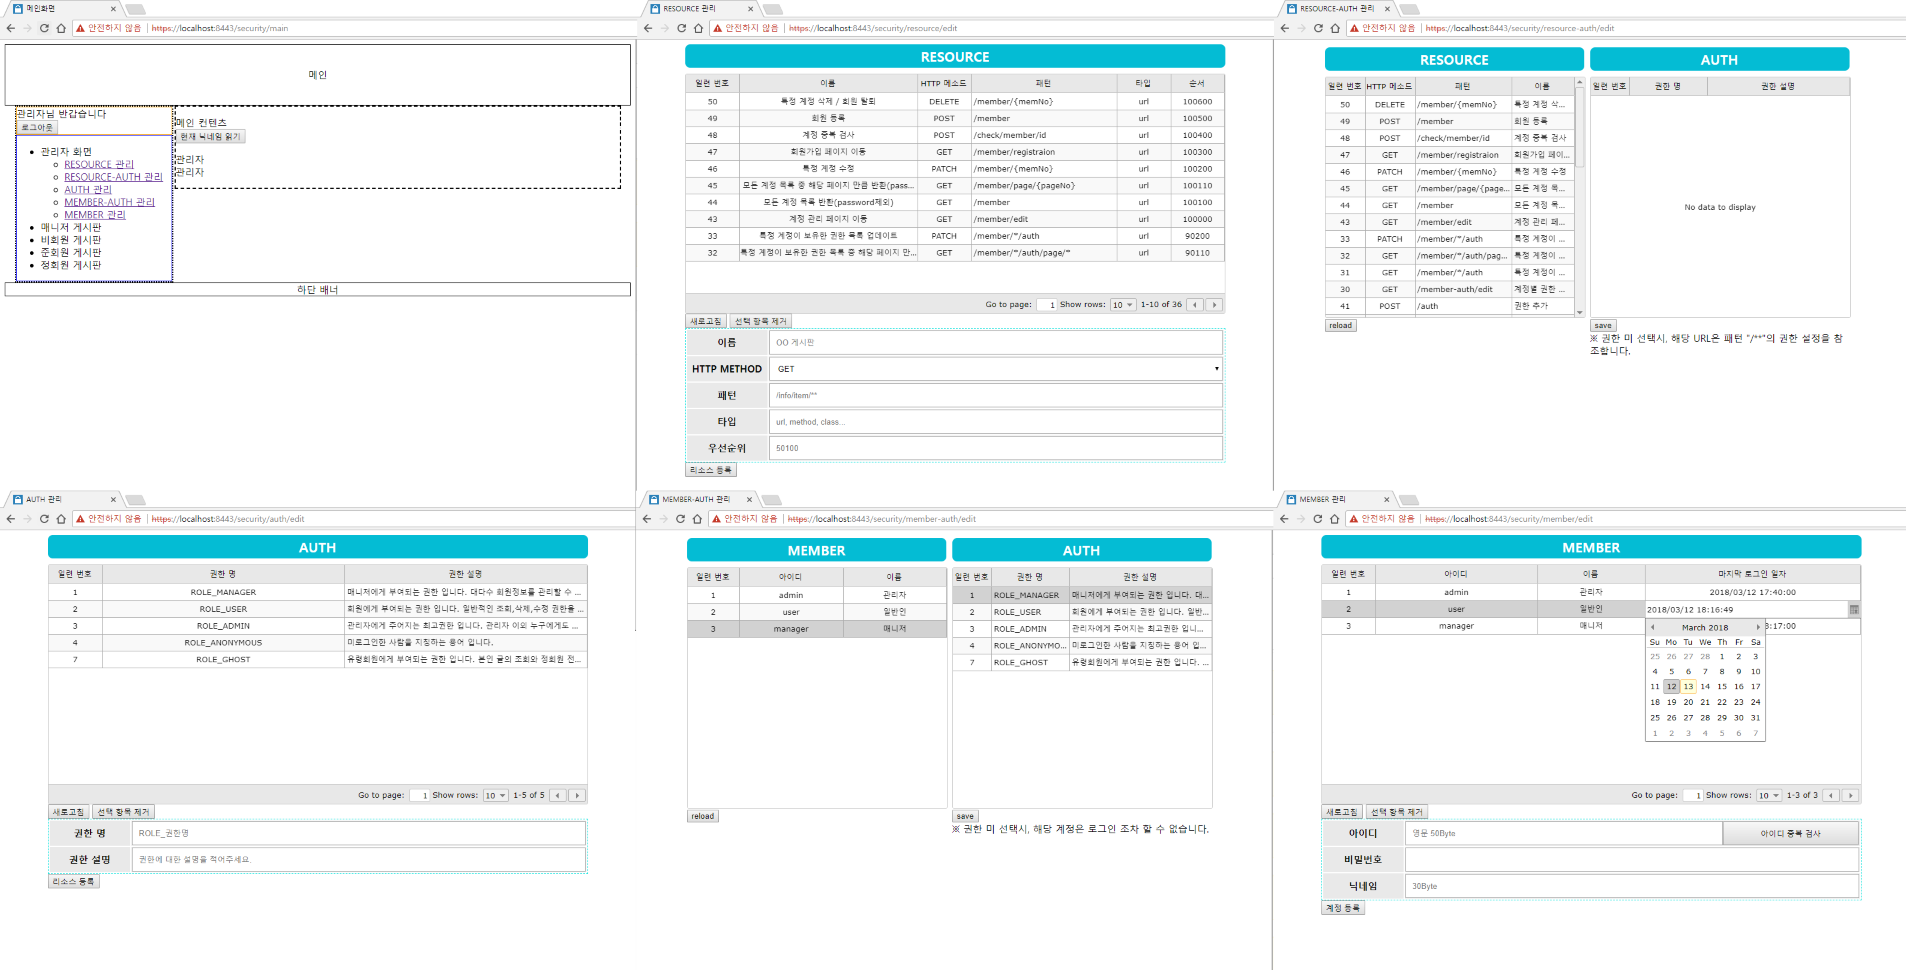 메인화면
안전하지 않음 | https://localhost:8443/security/main
메인
관리자님 반갑습니다
로그아웃
관리자 화면
RESOURCE 관리
RESOURCE-AUTH 관리
AUTH 관리
MEMBER-AUTH 관리
MEMBER 관리
매니저 게시판
비회원 게시판
준회원 게시판
정회원 게시판
메인 컨텐츠
현재 닉네임 읽기
관리자
관리자
하단 배너
RESOURCE 관리
안전하지 않음 | https://localhost:8443/security/resource/edit
RESOURCE
일련 번호 이름 HTTP 메소드 패턴 타입 순서
50 특정 계정 삭제 / 회원 탈퇴 DELETE /member/{memNo} url 100600
49 회원 등록 POST /member url 100500
48 계정 중복 검사 POST /check/member/id url 100400
47 회원가입 페이지 이동 GET /member/registraion url 100300
46 특정 계정 수정 PATCH /member/{memNo} url 100200
45 모든 계정 목록 중 해당 페이지 만큼 반환(pass... GET /member/page/{pageNo} url 100110
44 모든 계정 목록 반환(password제외) GET /member url 100100
43 계정 관리 페이지 이동 GET /member/edit url 100000
33 특정 계정이 보유한 권한 목록 업데이트 PATCH /member/*/auth url 90200
32 특정 계정이 보유한 권한 목록 중 해당 페이지 만... GET /member/*/auth/page/* url 90110
Go to page: 1 Show rows: 10 1-10 of 36
새로고침 선택 항목 제거
이름 OO 게시판
HTTP METHOD GET
패턴 /info/item/**
타입 url, method, class...
우선순위 50100
리소스 등록
RESOURCE-AUTH 관리
안전하지 않음 | https://localhost:8443/security/resource-auth/edit
RESOURCE
일련 번호 HTTP 메소드 패턴 이름
50 DELETE /member/{memNo} 특정 계정 삭...
49 POST /member 회원 등록
48 POST /check/member/id 계정 중복 검사
47 GET /member/registraion 회원가입 페이...
46 PATCH /member/{memNo} 특정 계정 수정
45 GET /member/page/{page... 모든 계정 목...
44 GET /member 모든 계정 목...
43 GET /member/edit 계정 관리 페...
33 PATCH /member/*/auth 특정 계정이 ...
32 GET /member/*/auth/pag... 특정 계정이 ...
31 GET /member/*/auth 특정 계정이 ...
30 GET /member-auth/edit 계정별 권한 ...
41 POST /auth 권한 추가
reload
AUTH
일련 번호 권한 명 권한 설명
No data to display
save
※ 권한 미 선택시, 해당 URL은 패턴 "/**"의 권한 설정을 참
조합니다.
AUTH 관리
안전하지 않음 | https://localhost:8443/security/auth/edit
AUTH
일련 번호 권한 명 권한 설명
1 ROLE_MANAGER 매니저에게 부여되는 권한 입니다. 대다수 회원정보를 관리할 수 ...
2 ROLE_USER 회원에게 부여되는 권한 입니다. 일반적인 조회,삭제,수정 권한을 ...
3 ROLE_ADMIN 관리자에게 주어지는 최고권한 입니다. 관리자 이외 누구에게도 ...
4 ROLE_ANONYMOUS 미로그인한 사람을 지칭하는 용어 입니다.
7 ROLE_GHOST 유령회원에게 부여되는 권한 입니다. 본인 글의 조회와 정회원 전...
Go to page: 1 Show rows: 10 1-5 of 5
새로고침 선택 항목 제거
권한 명 ROLE_권한명
권한 설명 권한에 대한 설명을 적어주세요.
리소스 등록
MEMBER-AUTH 관리
안전하지 않음 | https://localhost:8443/security/member-auth/edit
MEMBER
일련 번호 아이디 이름
1 admin 관리자
2 user 일반인
3 manager 매니저
reload
AUTH
일련 번호 권한 명 권한 설명
1 ROLE_MANAGER 매니저에게 부여되는 권한 입니다. 대...
2 ROLE_USER 회원에게 부여되는 권한 입니다. 일반...
3 ROLE_ADMIN 관리자에게 주어지는 최고권한 입니...
4 ROLE_ANONYMO... 미로그인한 사람을 지칭하는 용어 입...
7 ROLE_GHOST 유령회원에게 부여되는 권한 입니다. ...
save
※ 권한 미 선택시, 해당 계정은 로그인 조차 할 수 없습니다.
MEMBER 관리
안전하지 않음 | https://localhost:8443/security/member/edit
MEMBER
일련 번호 아이디 이름 마지막 로그인 일자
1 admin 관리자 2018/03/12 17:40:00
2 user 일반인 2018/03/12 18:16:49
3 manager 매니저 3:17:00
March 2018
Su Mo Tu We Th Fr Sa
25 26 27 28 1 2 3
4 5 6 7 8 9 10
11 12 13 14 15 16 17
18 19 20 21 22 23 24
25 26 27 28 29 30 31
1 2 3 4 5 6 7
Go to page: 1 Show rows: 10 1-3 of 3
새로고침 선택 항목 제거
아이디 영문 50Byte 아이디 중복 검사
비밀번호
닉네임 30Byte
계정 등록